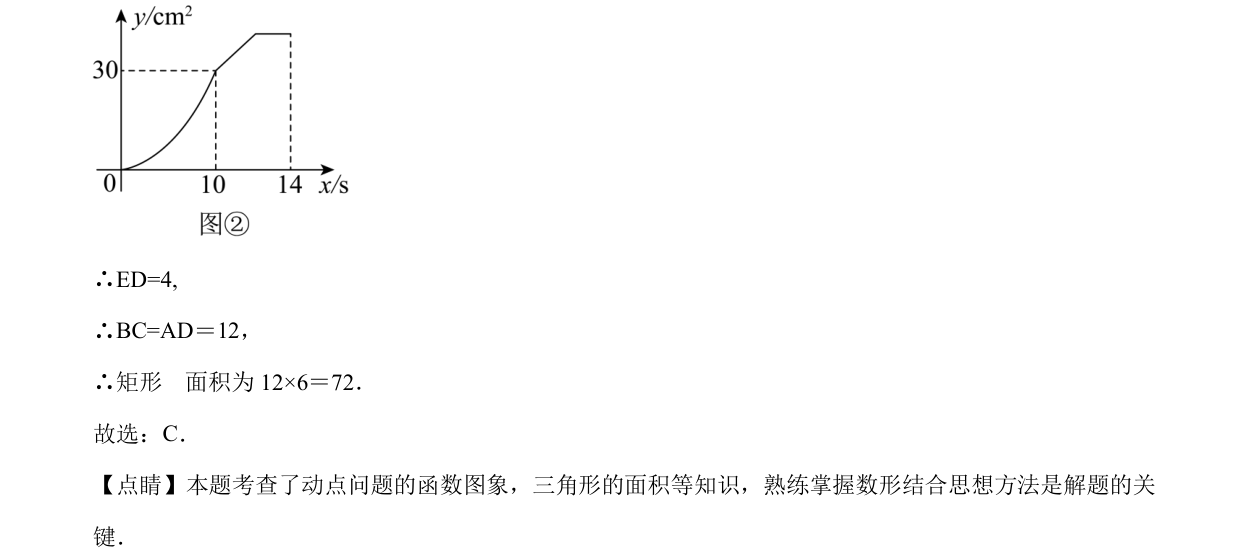 y/cm²
30
0 10 14 x/s
图②
∴ED=4,
∴BC=AD＝12，
∴矩形　面积为 12×6＝72．
故选：C．
【点睛】本题考查了动点问题的函数图象，三角形的面积等知识，熟练掌握数形结合思想方法是解题的关
键．